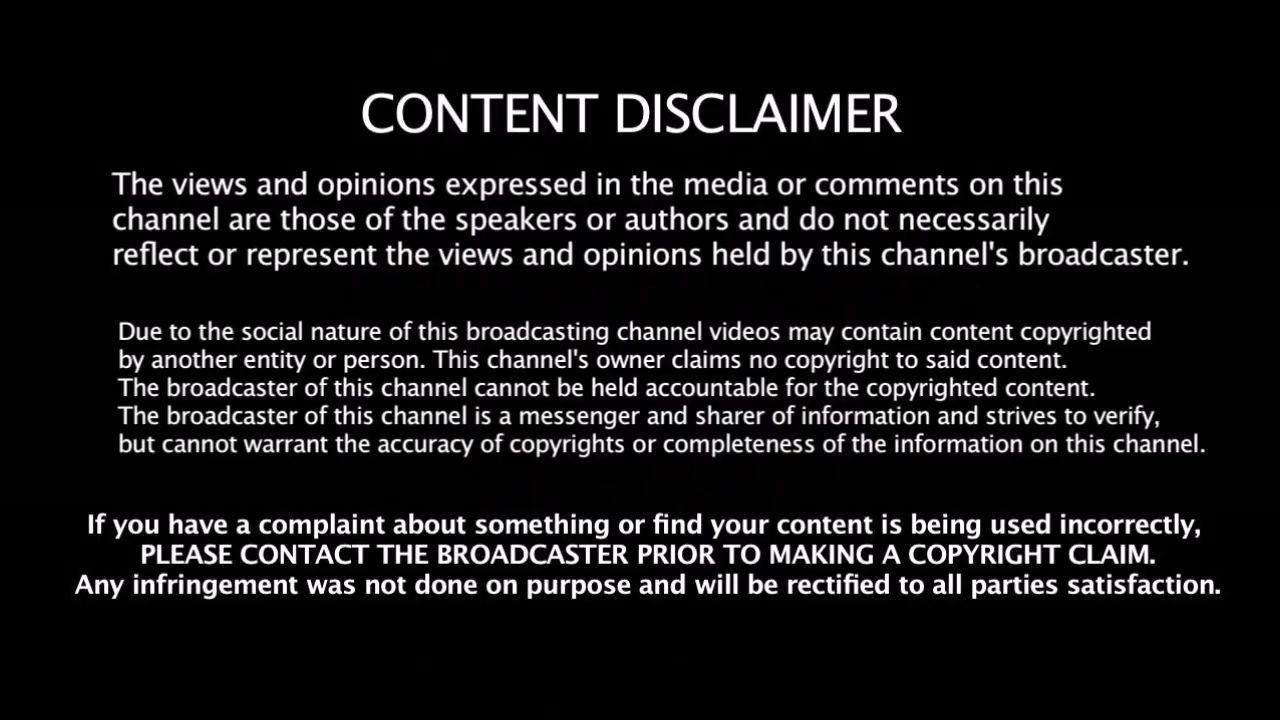 CONTENT DISCLAIMER
The views and opinions expressed in the media or comments on this
channel are those of the speakers or authors and do not necessarily
reflect or represent the views and opinions held by this channel's broadcaster.
Due to the social nature of this broadcasting channel videos may contain content copyrighted
by another entity or person. This channel's owner claims no copyright to said content.
The broadcaster of this channel cannot be held accountable for the copyrighted content.
The broadcaster of this channel is a messenger and sharer of information and strives to verify,
but cannot warrant the accuracy of copyrights or completeness of the information on this channel.
If you have a complaint about something or find your content is being used incorrectly,
PLEASE CONTACT THE BROADCASTER PRIOR TO MAKING A COPYRIGHT CLAIM.
Any infringement was not done on purpose and will be rectified to all parties satisfaction.